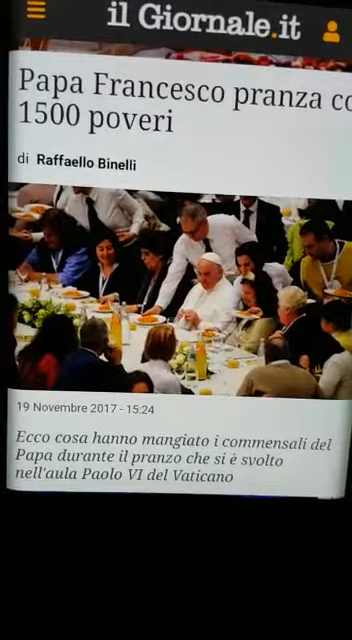 il Giornale.it
Papa Francesco pranza co
1500 poveri
di Raffaello Binelli
19 Novembre 2017 - 15:24
Ecco cosa hanno mangiato i commensali del
Papa durante il pranzo che si è svolto
nell'aula Paolo VI del Vaticano